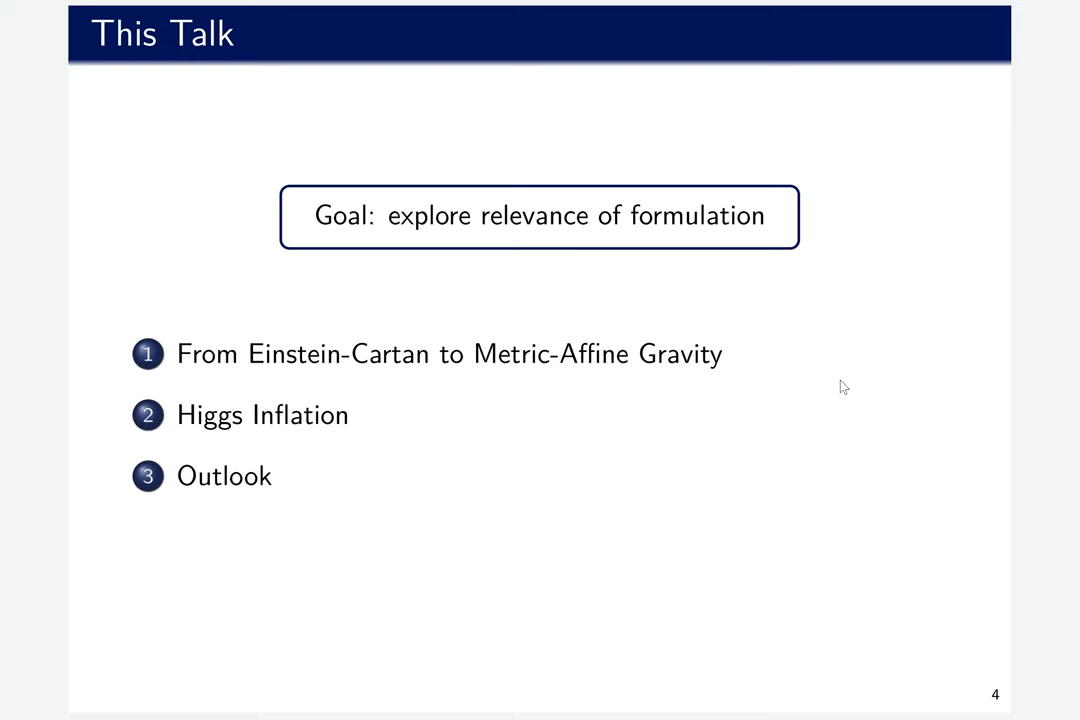 This Talk
Goal: explore relevance of formulation
1 From Einstein-Cartan to Metric-Affine Gravity
2 Higgs Inflation
3 Outlook
4